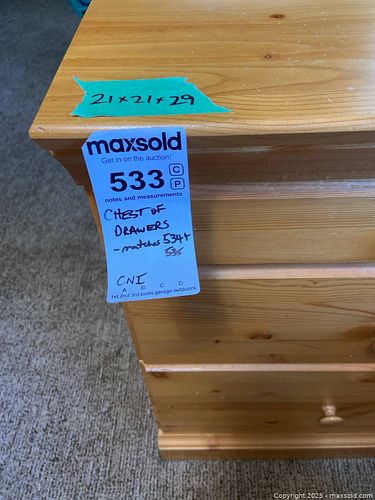 21x21x29
maxsold
Get in on the auction!
533 C P
notes and measurements
CHEST OF
DRAWERS
- matches 534+
535
CNI
A B C D
1st 2nd 3rd bsmt garage outdoors
Copyright © 2025 - maxsold.com